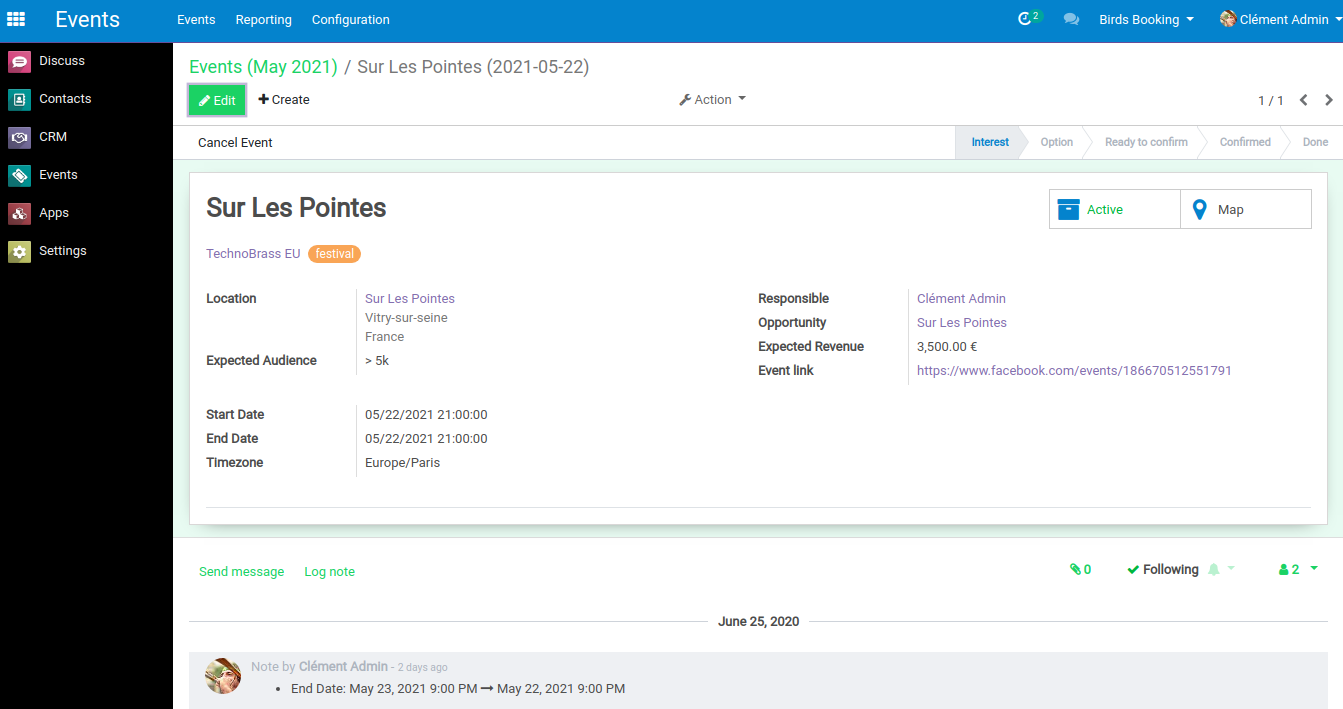 Events Events Reporting Configuration 2 Birds Booking Clément Admin
Discuss
Contacts
CRM
Events
Apps
Settings
Events (May 2021) / Sur Les Pointes (2021-05-22)
Edit Create Action 1 / 1
Cancel Event Interest Option Ready to confirm Confirmed Done
Sur Les Pointes
Active Map
TechnoBrass EU festival
Location Sur Les Pointes
Vitry-sur-seine
France
Expected Audience > 5k
Responsible Clément Admin
Opportunity Sur Les Pointes
Expected Revenue 3,500.00 €
Event link https://www.facebook.com/events/186670512551791
Start Date 05/22/2021 21:00:00
End Date 05/22/2021 21:00:00
Timezone Europe/Paris
Send message Log note 0 Following 2
June 25, 2020
Note by Clément Admin - 2 days ago
• End Date: May 23, 2021 9:00 PM → May 22, 2021 9:00 PM